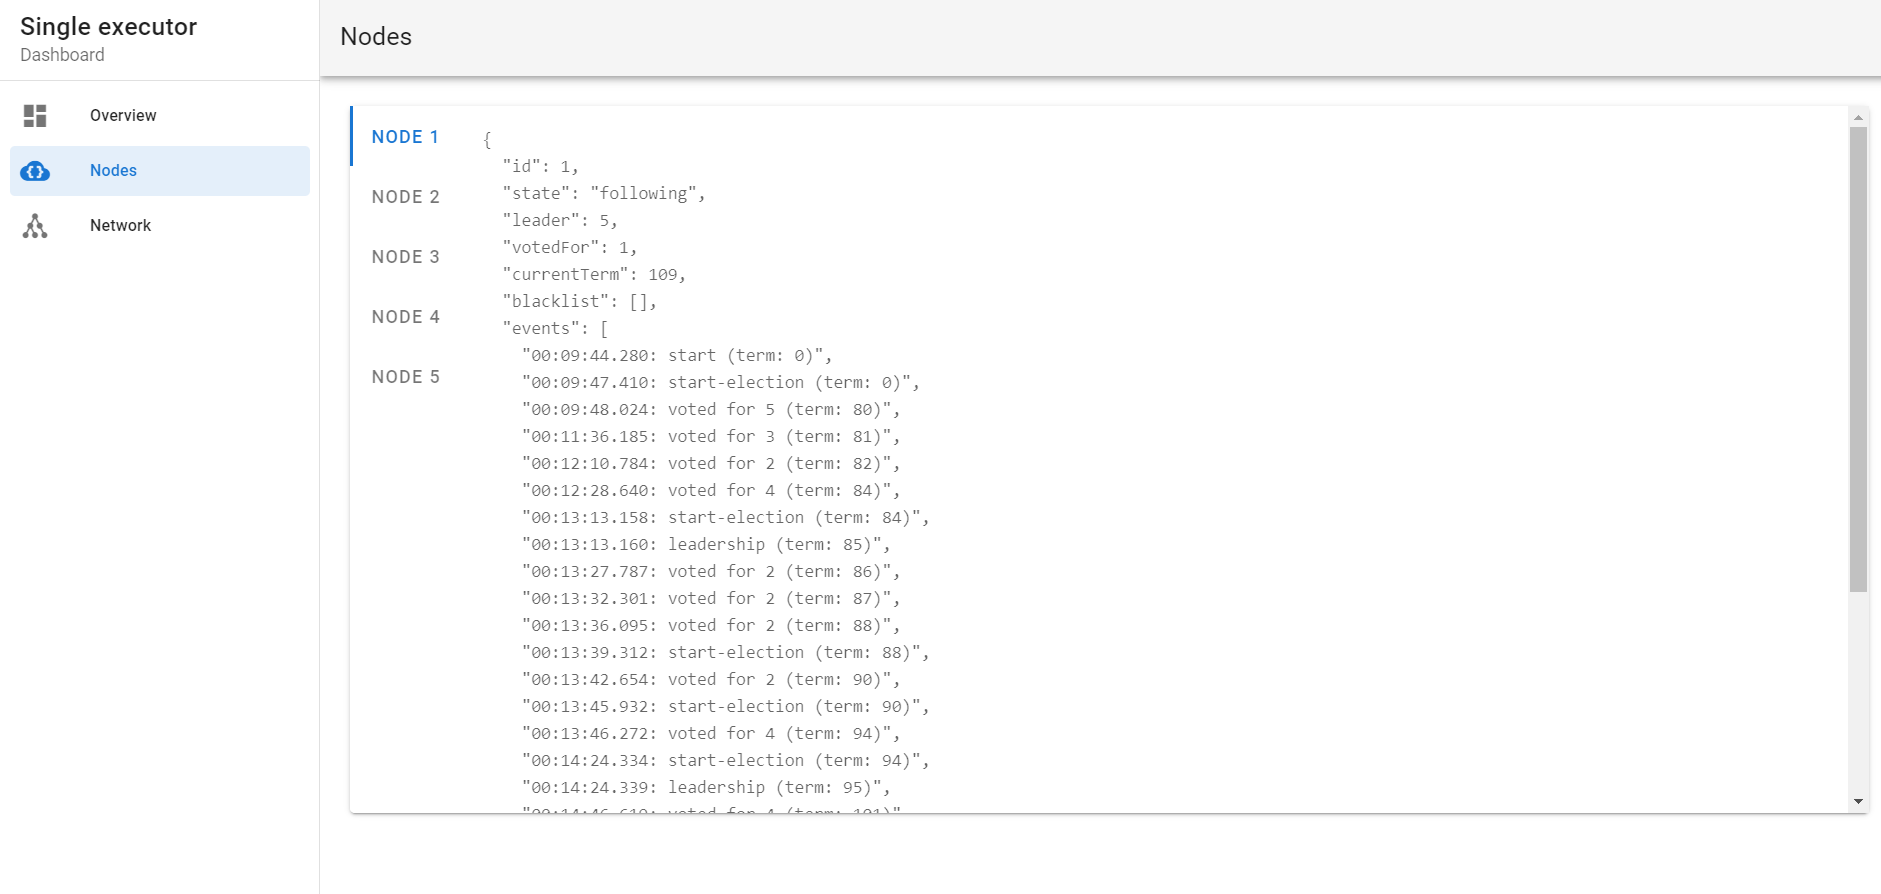 Single executor
Dashboard
Overview
Nodes
Network
Nodes
NODE 1
NODE 2
NODE 3
NODE 4
NODE 5
{
"id": 1,
"state": "following",
"leader": 5,
"votedFor": 1,
"currentTerm": 109,
"blacklist": [],
"events": [
"00:09:44.280: start (term: 0)",
"00:09:47.410: start-election (term: 0)",
"00:09:48.024: voted for 5 (term: 80)",
"00:11:36.185: voted for 3 (term: 81)",
"00:12:10.784: voted for 2 (term: 82)",
"00:12:28.640: voted for 4 (term: 84)",
"00:13:13.158: start-election (term: 84)",
"00:13:13.160: leadership (term: 85)",
"00:13:27.787: voted for 2 (term: 86)",
"00:13:32.301: voted for 2 (term: 87)",
"00:13:36.095: voted for 2 (term: 88)",
"00:13:39.312: start-election (term: 88)",
"00:13:42.654: voted for 2 (term: 90)",
"00:13:45.932: start-election (term: 90)",
"00:13:46.272: voted for 4 (term: 94)",
"00:14:24.334: start-election (term: 94)",
"00:14:24.339: leadership (term: 95)",
voted for 4